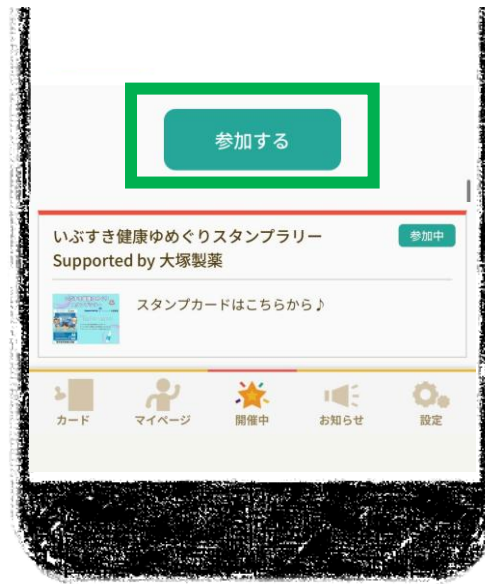 参加する
いぶすき健康ゆめぐりスタンプラリー
Supported by 大塚製薬
参加中
スタンプカードはこちらから♪
カード
マイページ
開催中
お知らせ
設定